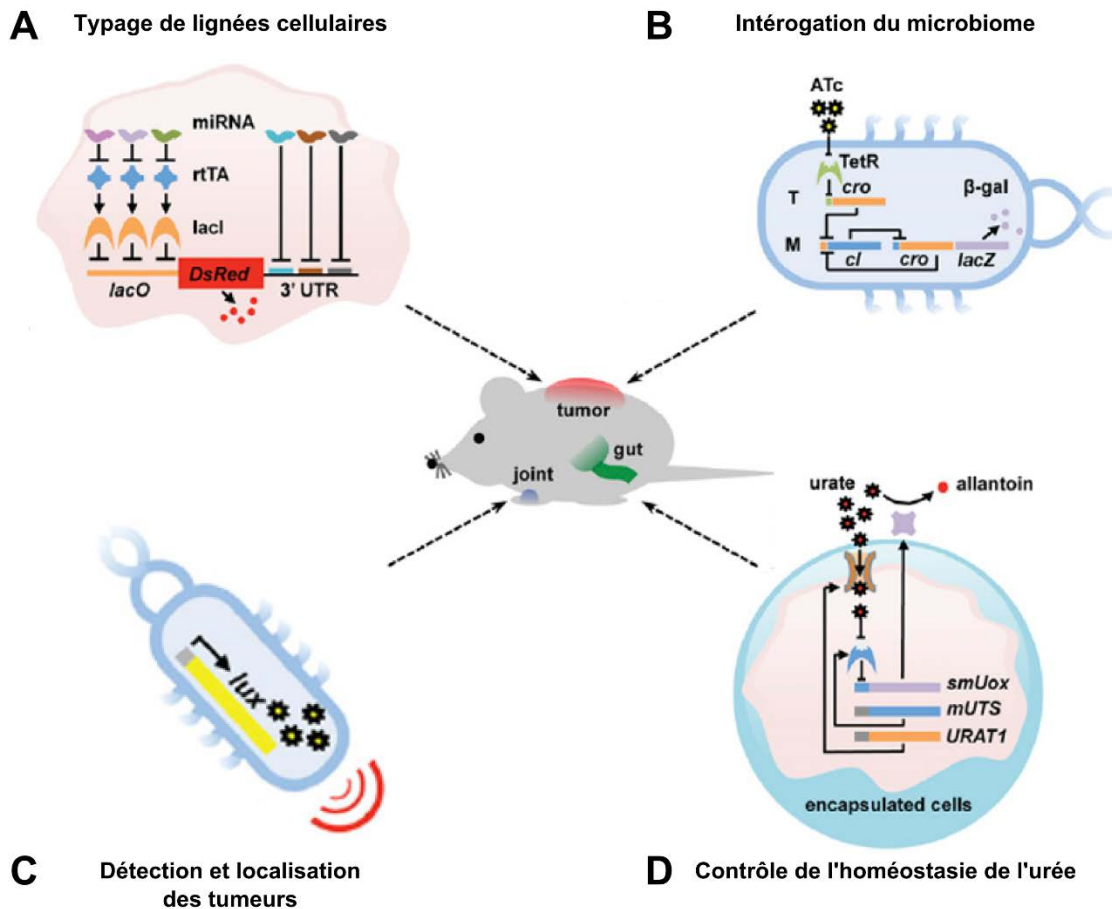 A Typage de lignées cellulaires
miRNA
rtTA
lacI
DsRed
lacO
3' UTR
B Intérogation du microbiome
ATc
TetR
cro
β-gal
T
M
cI
cro
lacZ
tumor
gut
joint
lux
urate
allantoin
smUox
mUTS
URAT1
encapsulated cells
C Détection et localisation
des tumeurs
D Contrôle de l'homéostasie de l'urée